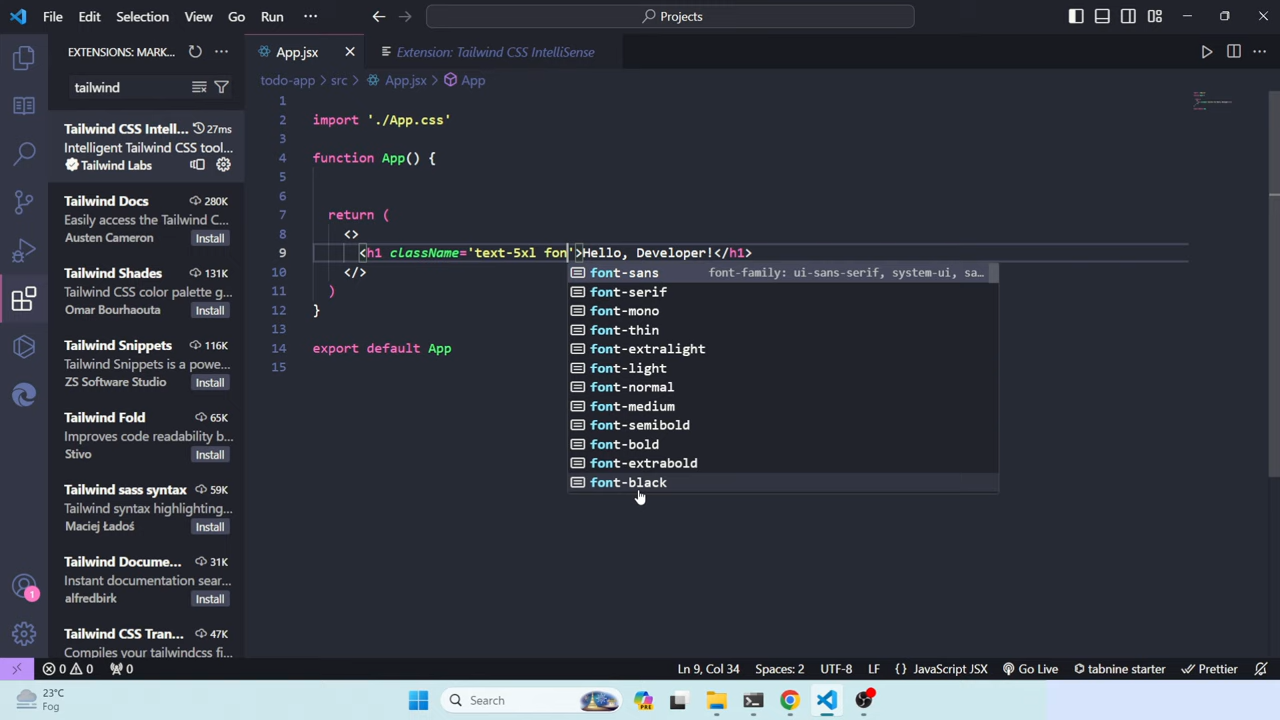 File Edit Selection View Go Run ··· Projects
EXTENSIONS: MARK... ···
App.jsx Extension: Tailwind CSS IntelliSense ···
tailwind
todo-app › src › App.jsx › App
Tailwind CSS Intell... 27ms
Intelligent Tailwind CSS tool...
Tailwind Labs
Tailwind Docs 280K
Easily access the Tailwind C...
Austen Cameron Install
Tailwind Shades 131K
Tailwind CSS color palette g...
Omar Bourhaouta Install
Tailwind Snippets 116K
Tailwind Snippets is a powe...
ZS Software Studio Install
Tailwind Fold 65K
Improves code readability b...
Stivo Install
Tailwind sass syntax 59K
Tailwind syntax highlighting...
Maciej Ładoś Install
Tailwind Docume... 31K
Instant documentation sear...
alfredbirk Install
Tailwind CSS Tran... 47K
Compiles your tailwindcss fi...
1
2 import './App.css'
3
4 function App() {
5
6
7 return (
8 <>
9 <h1 className='text-5xl fon'>Hello, Developer!</h1>
10 </>
11 )
12 }
13
14 export default App
15
font-sans font-family: ui-sans-serif, system-ui, sa...
font-serif
font-mono
font-thin
font-extralight
font-light
font-normal
font-medium
font-semibold
font-bold
font-extrabold
font-black
1
0 0 0 Ln 9, Col 34 Spaces: 2 UTF-8 LF {} JavaScript JSX Go Live tabnine starter Prettier
23°C
Fog
Search
PRE